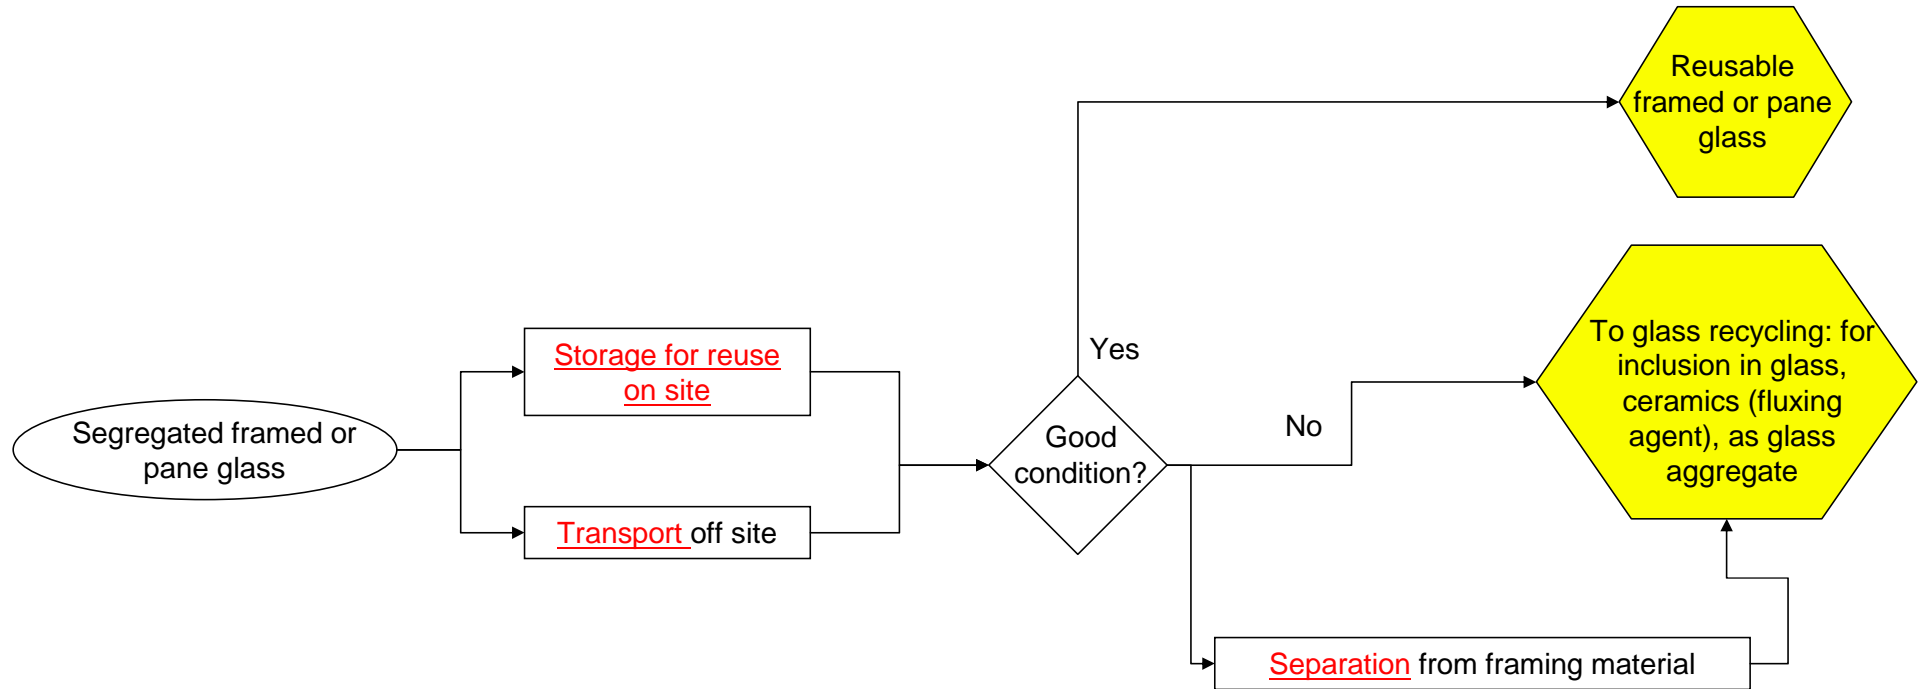 Reusable
framed or pane
glass
Yes
Storage for reuse
on site
To glass recycling: for
inclusion in glass,
ceramics (fluxing
agent), as glass
aggregate
Segregated framed or
pane glass
Good
condition?
No
Transport off site
Separation from framing material